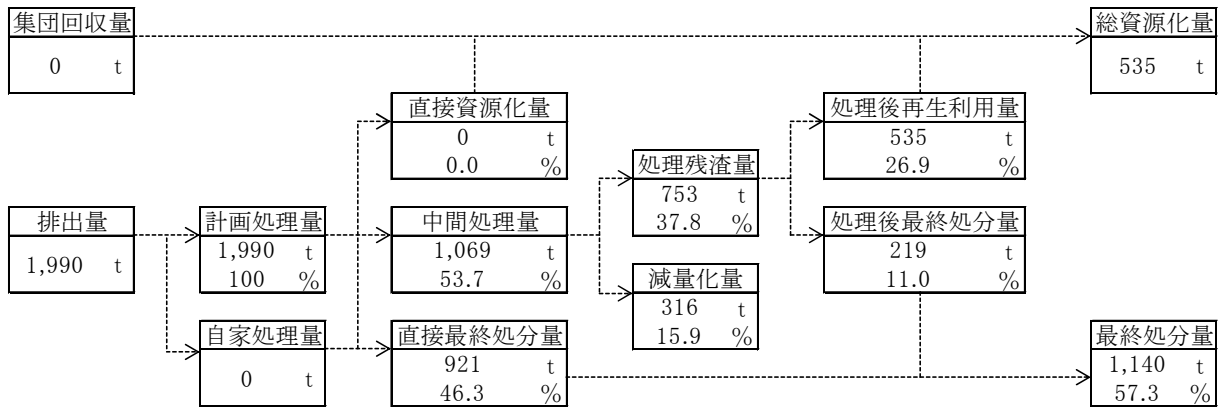 集団回収量
0 t
総資源化量
535 t
直接資源化量
0 t
0.0 %
処理後再生利用量
535 t
26.9 %
処理残渣量
753 t
37.8 %
排出量
1,990 t
計画処理量
1,990 t
100 %
中間処理量
1,069 t
53.7 %
処理後最終処分量
219 t
11.0 %
減量化量
316 t
15.9 %
自家処理量
0 t
直接最終処分量
921 t
46.3 %
最終処分量
1,140 t
57.3 %